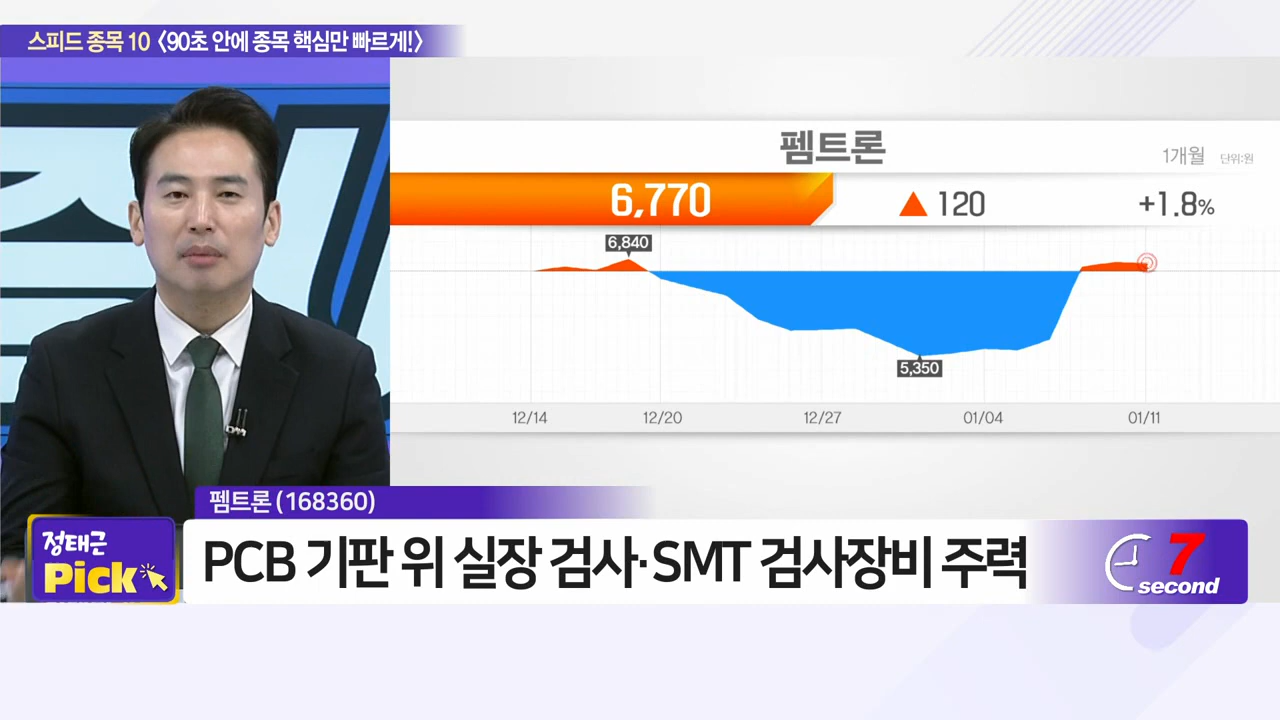 스피드 종목 10 <90초 안에 종목 핵심만 빠르게!>
펨트론
1개월 단위:원
6,770 ▲ 120 +1.8%
6,840
5,350
12/14 12/20 12/27 01/04 01/11
펨트론 (168360)
정태근
Pick
PCB 기판 위 실장 검사·SMT 검사장비 주력
7
second